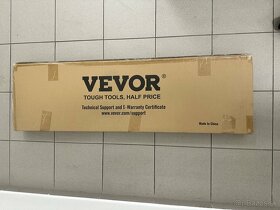 VEVOR®
TOUGH TOOLS, HALF PRICE
Technical Support and E-Warranty Certificate
www.vevor.com/support
Made In China